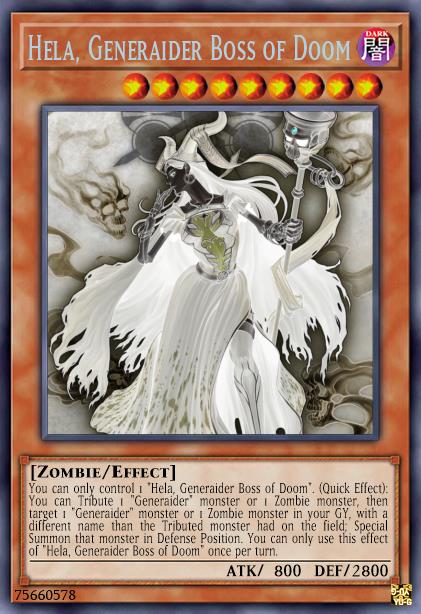 Hela, Generaider Boss of Doom
DARK
闇
[Zombie/Effect]
You can only control 1 "Hela, Generaider Boss of Doom". (Quick Effect):
You can Tribute 1 "Generaider" monster or 1 Zombie monster, then
target 1 "Generaider" monster or 1 Zombie monster in your GY, with
a different name than the Tributed monster had on the field; Special
Summon that monster in Defense Position. You can only use this effect
of "Hela, Generaider Boss of Doom" once per turn.
ATK/ 800 DEF/2800
75660578